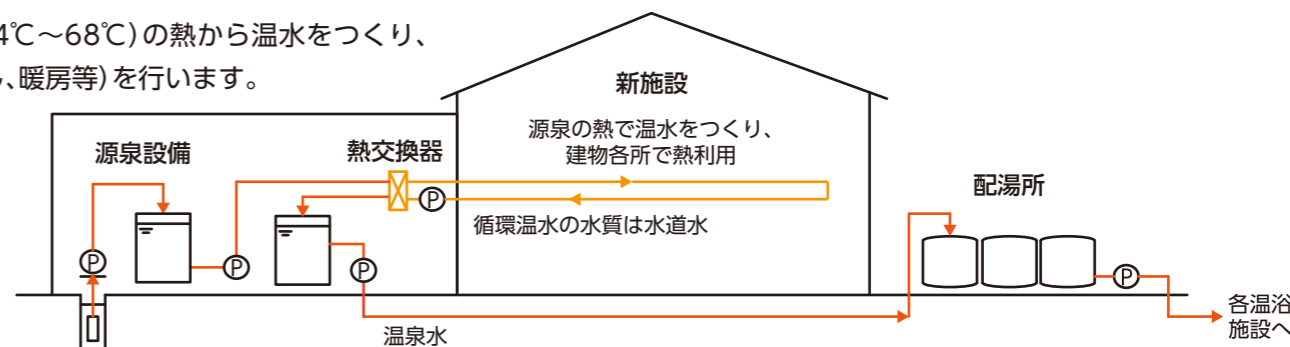 4℃～68℃)の熱から温水をつくり、
、暖房等)を行います。
新施設
源泉の熱で温水をつくり、
建物各所で熱利用
源泉設備
熱交換器
配湯所
循環温水の水質は水道水
P
P
P
P
P
温泉水
各温浴
施設へ